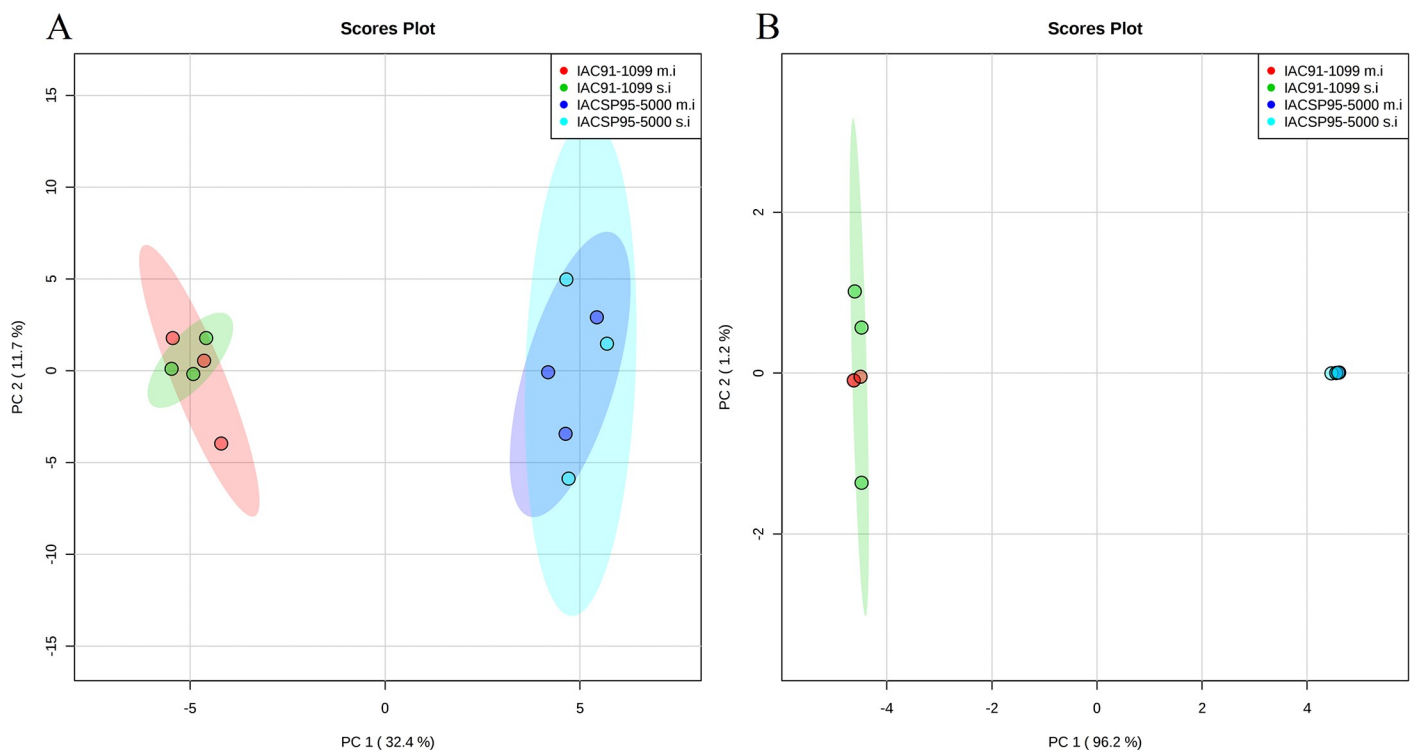 A
Scores Plot
IAC91-1099 m.i
IAC91-1099 s.i
IACSP95-5000 m.i
IACSP95-5000 s.i
15
10
5
0
-5
-10
-15
PC 2 ( 11.7 %)
-5
0
5
PC 1 ( 32.4 %)
B
Scores Plot
IAC91-1099 m.i
IAC91-1099 s.i
IACSP95-5000 m.i
IACSP95-5000 s.i
2
0
-2
PC 2 ( 1.2 %)
-4
-2
0
2
4
PC 1 ( 96.2 %)